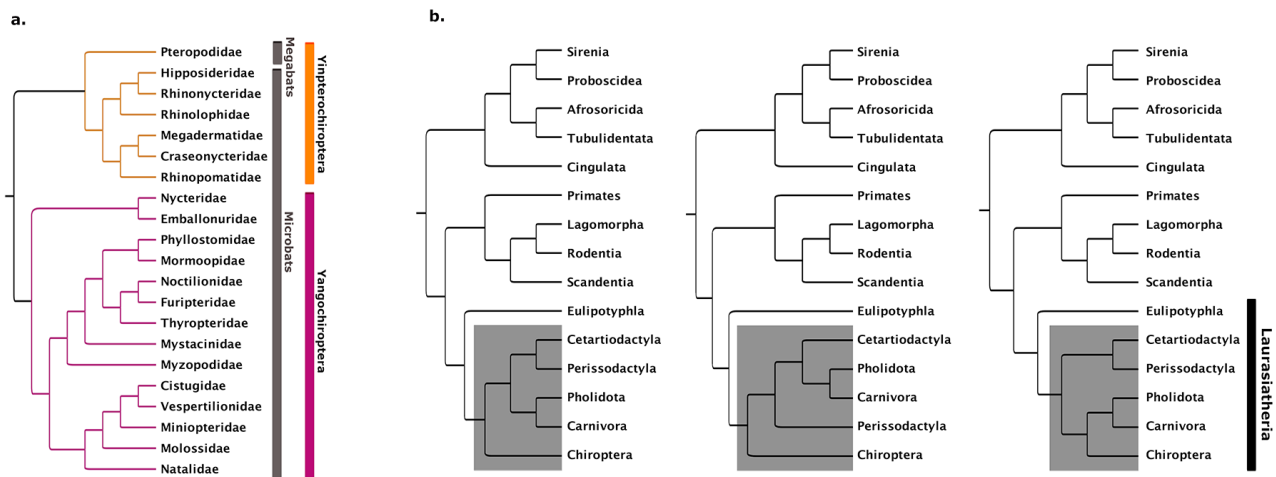 a.
Pteropodidae
Hipposideridae
Rhinonycteridae
Rhinolophidae
Megadermatidae
Craseonycteridae
Rhinopomatidae
Nycteridae
Emballonuridae
Phyllostomidae
Mormoopidae
Noctilionidae
Furipteridae
Thyropteridae
Mystacinidae
Myzopodidae
Cistugidae
Vespertilionidae
Miniopteridae
Molossidae
Natalidae
Megabats
Microbats
Yinpterochiroptera
Yangochiroptera
b.
Sirenia
Proboscidea
Afrosoricida
Tubulidentata
Cingulata
Primates
Lagomorpha
Rodentia
Scandentia
Eulipotyphla
Cetartiodactyla
Perissodactyla
Pholidota
Carnivora
Chiroptera
Sirenia
Proboscidea
Afrosoricida
Tubulidentata
Cingulata
Primates
Lagomorpha
Rodentia
Scandentia
Eulipotyphla
Cetartiodactyla
Pholidota
Carnivora
Perissodactyla
Chiroptera
Sirenia
Proboscidea
Afrosoricida
Tubulidentata
Cingulata
Primates
Lagomorpha
Rodentia
Scandentia
Eulipotyphla
Cetartiodactyla
Perissodactyla
Pholidota
Carnivora
Chiroptera
Laurasiatheria